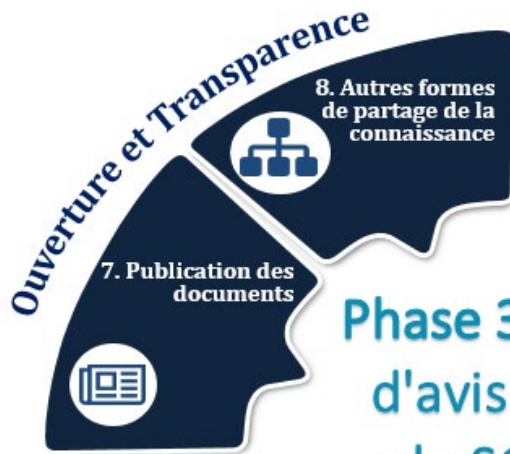 Ouverture et Transparence
8. Autres formes
de partage de la
connaissance
7. Publication des
documents
Phase 3
d'avis